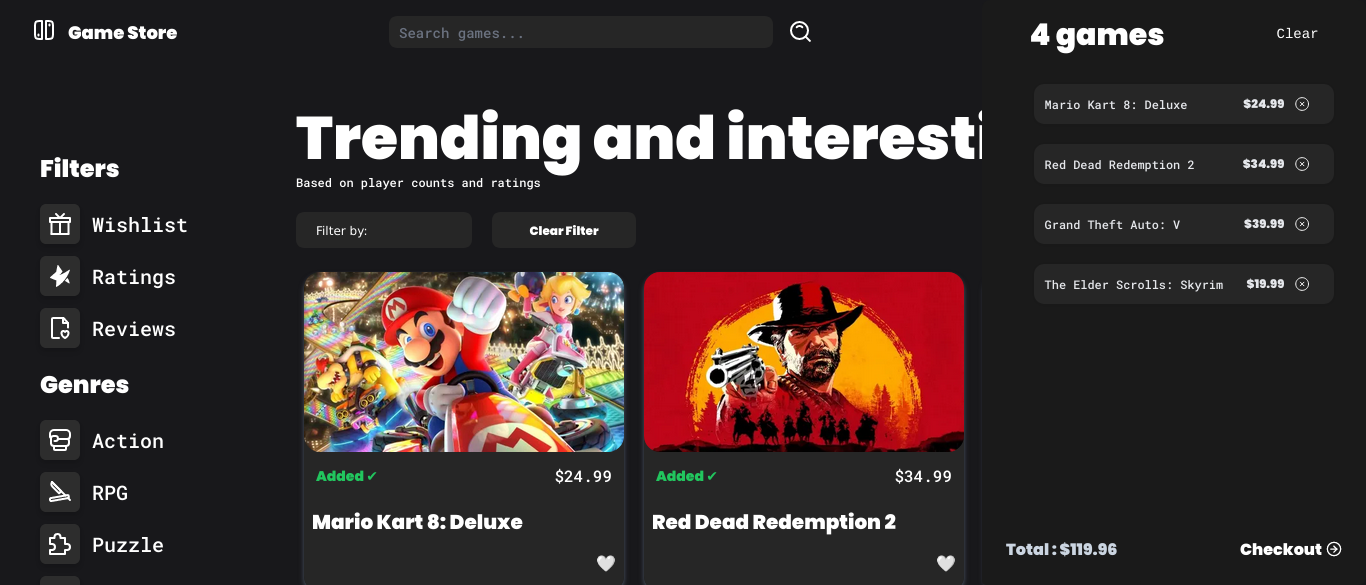 Game Store
Search games...
Trending and interesti
Based on player counts and ratings
Filter by:
Clear Filter
Filters
Wishlist
Ratings
Reviews
Genres
Action
RPG
Puzzle
Added ✓ $24.99
Mario Kart 8: Deluxe
Added ✓ $34.99
Red Dead Redemption 2
4 games
Clear
Mario Kart 8: Deluxe $24.99
Red Dead Redemption 2 $34.99
Grand Theft Auto: V $39.99
The Elder Scrolls: Skyrim $19.99
Total : $119.96
Checkout